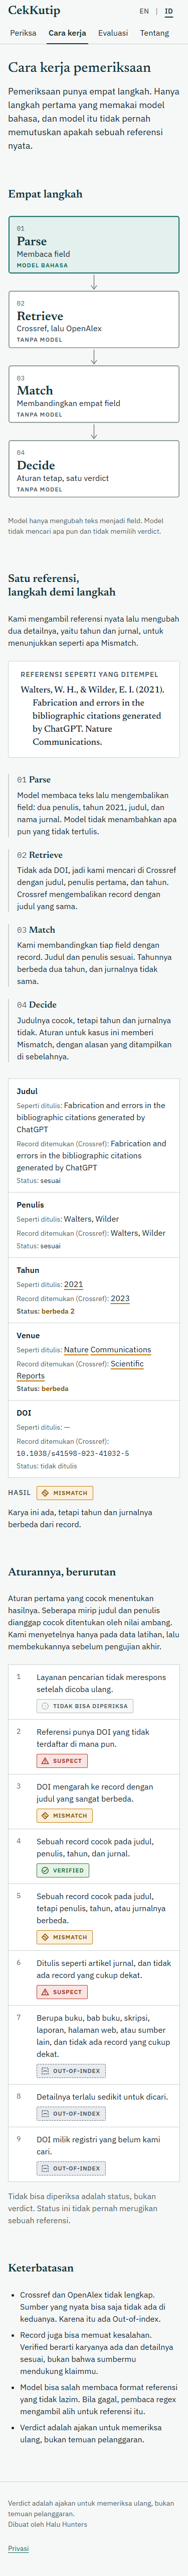 CekKutip
EN | ID
Periksa Cara kerja Evaluasi Tentang
Cara kerja pemeriksaan
Pemeriksaan punya empat langkah. Hanya
langkah pertama yang memakai model
bahasa, dan model itu tidak pernah
memutuskan apakah sebuah referensi
nyata.
Empat langkah
01
Parse
Membaca field
MODEL BAHASA
02
Retrieve
Crossref, lalu OpenAlex
TANPA MODEL
03
Match
Membandingkan empat field
TANPA MODEL
04
Decide
Aturan tetap, satu verdict
TANPA MODEL
Model hanya mengubah teks menjadi field. Model
tidak mencari apa pun dan tidak memilih verdict.
Satu referensi,
langkah demi langkah
Kami mengambil referensi nyata lalu mengubah
dua detailnya, yaitu tahun dan jurnal, untuk
menunjukkan seperti apa Mismatch.
REFERENSI SEPERTI YANG DITEMPEL
Walters, W. H., & Wilder, E. I. (2021).
Fabrication and errors in the
bibliographic citations generated
by ChatGPT. Nature
Communications.
01 Parse
Model membaca teks lalu mengembalikan
field: dua penulis, tahun 2021, judul, dan
nama jurnal. Model tidak menambahkan apa
pun yang tidak tertulis.
02 Retrieve
Tidak ada DOI, jadi kami mencari di Crossref
dengan judul, penulis pertama, dan tahun.
Crossref mengembalikan record dengan
judul yang sama.
03 Match
Kami membandingkan tiap field dengan
record. Judul dan penulis sesuai. Tahunnya
berbeda dua tahun, dan jurnalnya tidak
sama.
04 Decide
Judulnya cocok, tetapi tahun dan jurnalnya
tidak. Aturan untuk kasus ini memberi
Mismatch, dengan alasan yang ditampilkan
di sebelahnya.
Judul
Seperti ditulis: Fabrication and errors in the
bibliographic citations generated by
ChatGPT
Record ditemukan (Crossref): Fabrication and
errors in the bibliographic citations
generated by ChatGPT
Status: sesuai
Penulis
Seperti ditulis: Walters, Wilder
Record ditemukan (Crossref): Walters, Wilder
Status: sesuai
Tahun
Seperti ditulis: 2021
Record ditemukan (Crossref): 2023
Status: berbeda 2
Venue
Seperti ditulis: Nature Communications
Record ditemukan (Crossref): Scientific
Reports
Status: berbeda
DOI
Seperti ditulis: —
Record ditemukan (Crossref):
10.1038/s41598-023-41032-5
Status: tidak ditulis
HASIL MISMATCH
Karya ini ada, tetapi tahun dan jurnalnya
berbeda dari record.
Aturannya, berurutan
Aturan pertama yang cocok menentukan
hasilnya. Seberapa mirip judul dan penulis
dianggap cocok ditentukan oleh nilai ambang.
Kami menyetelnya hanya pada data latihan, lalu
membekukannya sebelum pengujian akhir.
1 Layanan pencarian tidak merespons
setelah dicoba ulang.
TIDAK BISA DIPERIKSA
2 Referensi punya DOI yang tidak
terdaftar di mana pun.
SUSPECT
3 DOI mengarah ke record dengan
judul yang sangat berbeda.
MISMATCH
4 Sebuah record cocok pada judul,
penulis, tahun, dan jurnal.
VERIFIED
5 Sebuah record cocok pada judul,
tetapi penulis, tahun, atau jurnalnya
berbeda.
MISMATCH
6 Ditulis seperti artikel jurnal, dan tidak
ada record yang cukup dekat.
SUSPECT
7 Berupa buku, bab buku, skripsi,
laporan, halaman web, atau sumber
lain, dan tidak ada record yang cukup
dekat.
OUT-OF-INDEX
8 Detailnya terlalu sedikit untuk dicari.
OUT-OF-INDEX
9 DOI milik registri yang belum kami
cari.
OUT-OF-INDEX
Tidak bisa diperiksa adalah status, bukan
verdict. Status ini tidak pernah merugikan
sebuah referensi.
Keterbatasan
• Crossref dan OpenAlex tidak lengkap.
Sumber yang nyata bisa saja tidak ada di
keduanya. Karena itu ada Out-of-index.
• Record juga bisa memuat kesalahan.
Verified berarti karyanya ada dan detailnya
sesuai, bukan bahwa sumbermu
mendukung klaimmu.
• Model bisa salah membaca format referensi
yang tidak lazim. Bila gagal, pembaca regex
mengambil alih untuk referensi itu.
• Verdict adalah ajakan untuk memeriksa
ulang, bukan temuan pelanggaran.
Verdict adalah ajakan untuk memeriksa ulang, bukan
temuan pelanggaran.
Dibuat oleh Halu Hunters
Privasi